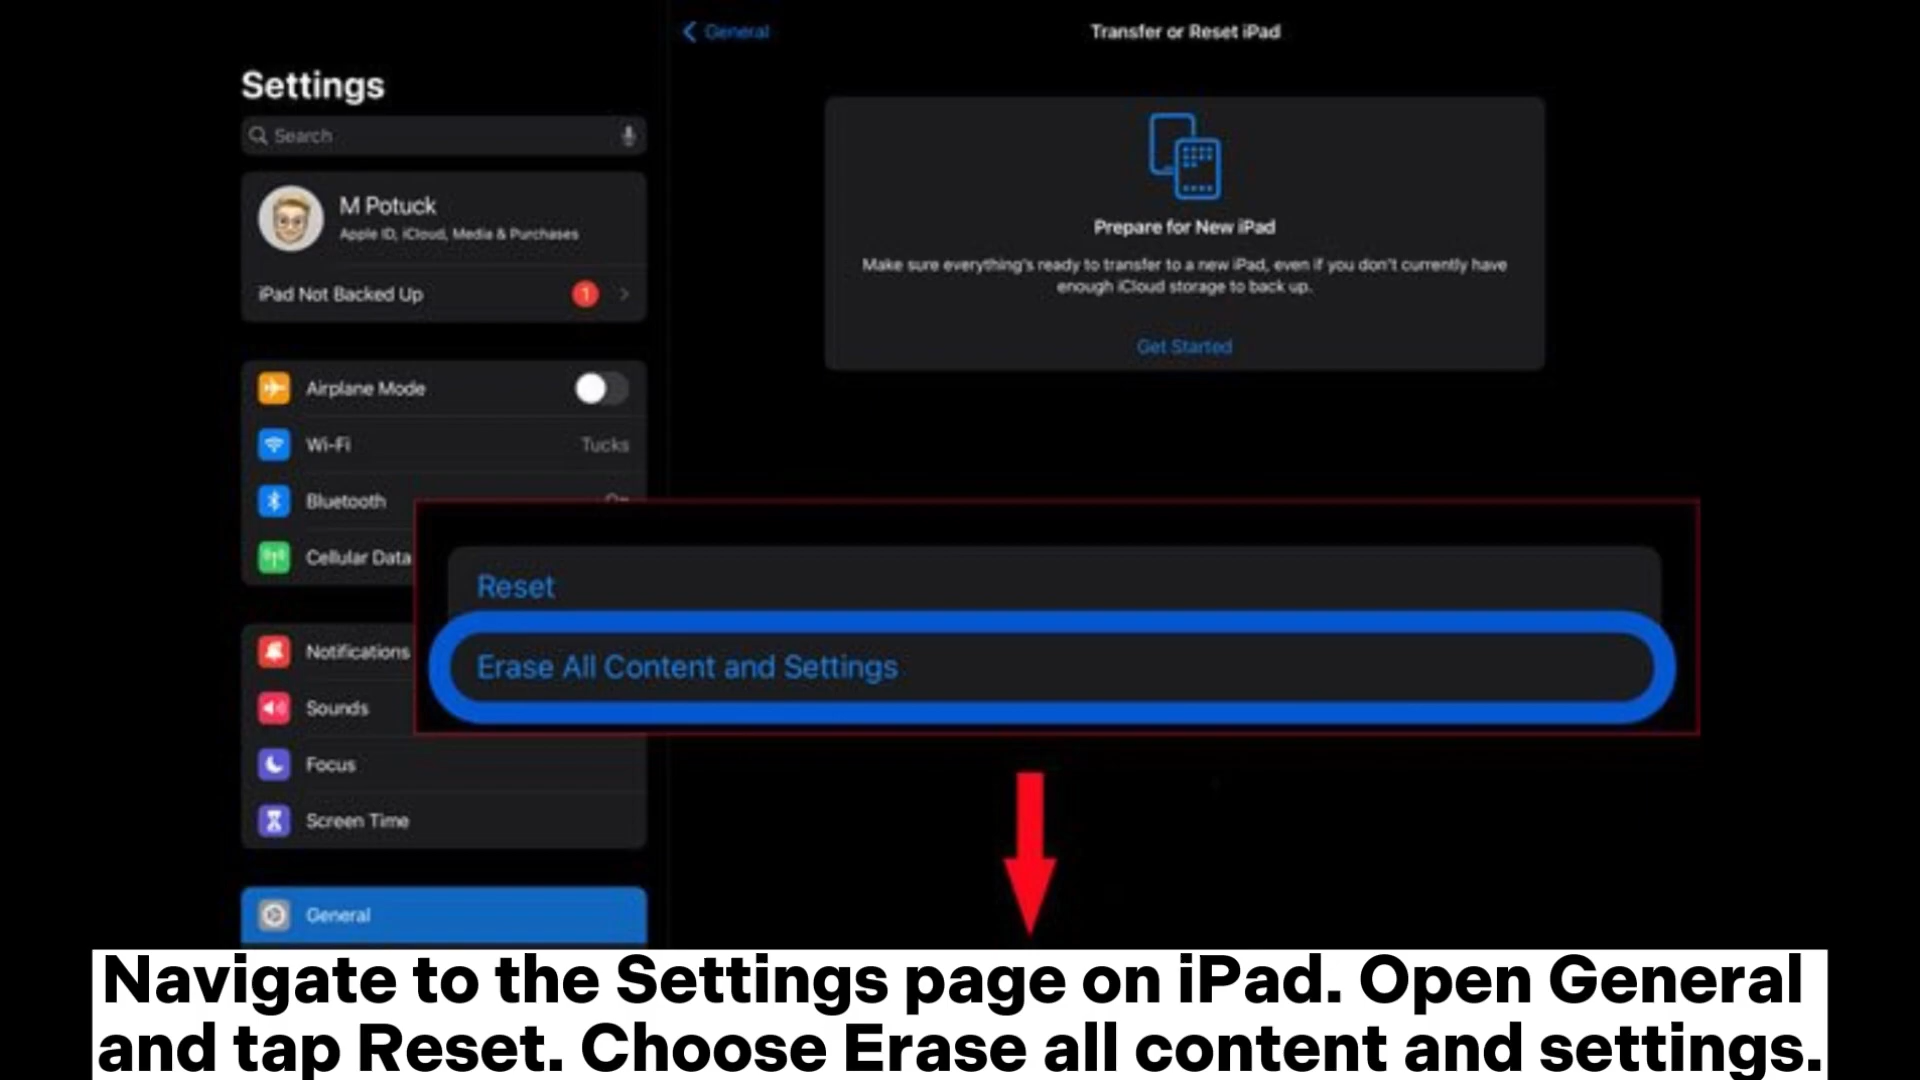 General
Transfer or Reset iPad
Settings
Search
M Potuck
Apple ID, iCloud, Media & Purchases
iPad Not Backed Up
1
Prepare for New iPad
Make sure everything's ready to transfer to a new iPad, even if you don't currently have
enough iCloud storage to back up.
Get Started
Airplane Mode
Wi-Fi
Tucks
Bluetooth
Cellular Data
Reset
Erase All Content and Settings
Notifications
Sounds
Focus
Screen Time
General
Navigate to the Settings page on iPad. Open General
and tap Reset. Choose Erase all content and settings.